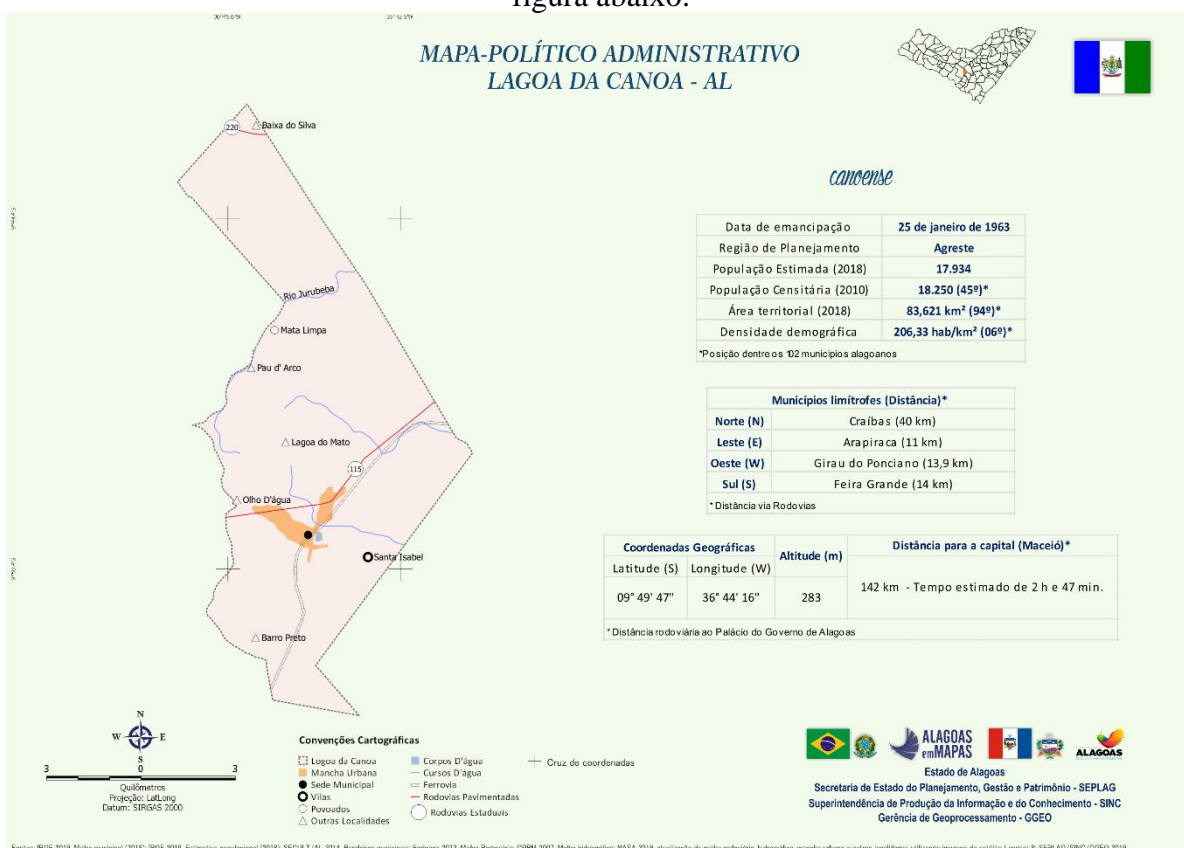 figura abaixo.
MAPA-POLÍTICO ADMINISTRATIVO
LAGOA DA CANOA - AL
canoense
Data de emancipação 25 de janeiro de 1963
Região de Planejamento Agreste
População Estimada (2018) 17.934
População Censitária (2010) 18.250 (45º)*
Área territorial (2018) 83,621 km² (94º)*
Densidade demográfica 206,33 hab/km² (06º)*
*Posição dentre os 102 municipios alagoanos
Municípios limítrofes (Distância)*
Norte (N) Craíbas (40 km)
Leste (E) Arapiraca (11 km)
Oeste (W) Girau do Ponciano (13,9 km)
Sul (S) Feira Grande (14 km)
* Distância via Rodovias
Coordenadas Geográficas Altitude (m) Distância para a capital (Maceió)*
Latitude (S) Longitude (W)
09° 49' 47" 36° 44' 16" 283 142 km - Tempo estimado de 2 h e 47 min.
* Distância rodoviária ao Palácio do Governo de Alagoas
220
Baixa do Silva
Rio Jurubeba
Mata Limpa
Pau d' Arco
Lagoa do Mato
115
Olho D'água
Santa Isabel
Barro Preto
N
W E
S
3 0 3
Quilômetros
Projeção: LatLong
Datum: SIRGAS 2000
Convenções Cartográficas
Logoa da Canoa
Mancha Urbana
Sede Municipal
Vilas
Povoados
Outras Localidades
Corpos D'água
Cursos D'água
Ferrovia
Rodovias Pavimentadas
Rodovias Estaduais
Cruz de coordenadas
ALAGOAS
emMAPAS
ALAGOAS
Estado de Alagoas
Secretaria de Estado do Planejamento, Gestão e Patrimônio - SEPLAG
Superintendência de Produção da Informação e do Conhecimento - SINC
Gerência de Geoprocessamento - GGEO